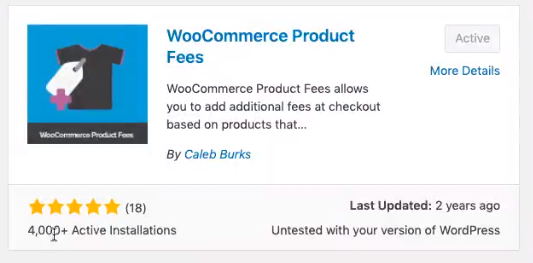 WooCommerce Product
Fees
Active
More Details
WooCommerce Product Fees allows
you to add additional fees at checkout
based on products that...
By Caleb Burks
WooCommerce Product Fees
(18)
4,000+ Active Installations
Last Updated: 2 years ago
Untested with your version of WordPress